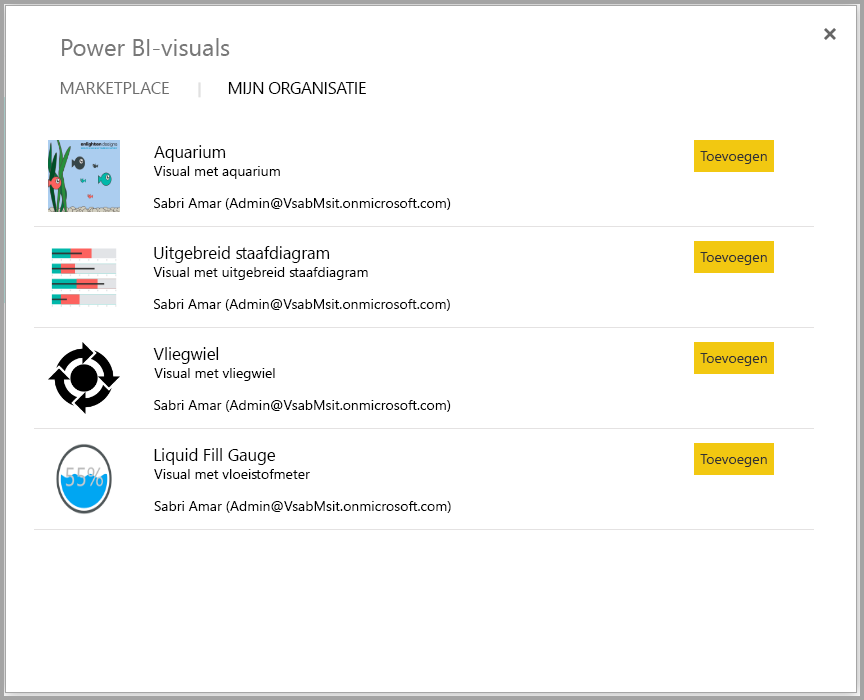 Power BI-visuals
MARKETPLACE | MIJN ORGANISATIE
enlighten designs
Aquarium
Toevoegen
Visual met aquarium
Sabri Amar (Admin@VsabMsit.onmicrosoft.com)
Uitgebreid staafdiagram
Toevoegen
Visual met uitgebreid staafdiagram
Sabri Amar (Admin@VsabMsit.onmicrosoft.com)
Vliegwiel
Toevoegen
Visual met vliegwiel
Sabri Amar (Admin@VsabMsit.onmicrosoft.com)
Liquid Fill Gauge
Toevoegen
55%
Visual met vloeistofmeter
Sabri Amar (Admin@VsabMsit.onmicrosoft.com)